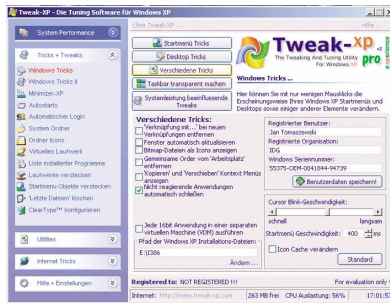 Tweak-XP - Die Tuning Software für Windows XP
Über Tweak-XP ...
Hilfe ...
System Performance
Tricks + Tweaks
Windows Tricks
Windows Tricks II
Minimizer-XP
Autostarts
Automatischer Login
System Ordner
Ordner Icons
Virtuelles Laufwerk
Liste installierter Programme
Laufwerke verstecken
Startmenu Objekte verstecken
'Letzte Dateien' löschen
ClearType™ konfigurieren
Utilities
Internet Tricks
Hilfe + Einstellungen
Startmenü Tricks
Desktop Tricks
Verschiedene Tricks
Taskbar transparent machen
Systemleistung beeinflussende
Tweaks
Tweak-xp
The Tweaking And Tuning Utility
For Windows XP
pro v2
Windows Tricks ...
Hier können Sie mit nur wenigen Mausklicks die
Erscheinungsweise Ihres Windows XP Startmenüs und
Desktops sowie einiger anderer Elemente verändern.
Verschiedene Tricks:
'Verknüpfung mit...' bei neuen
Verknüpfungen entfernen
Fenster automatisch aktualisieren
Bitmap-Dateien als Icons anzeigen
Gemeinsame Order vom 'Arbeitsplatz'
entfernen
'Kopieren' und 'Verschieben' Kontext Menüs
anzeigen
Nicht reagierende Anwendungen
automatisch schließen
Jede 16bit Anwendung in einer separaten
virtuellen Maschine (VDM) ausführen
Pfad der Windows XP Installations-Dateien:
E:\I386
Ändern ...
Registrierter Benutzer:
Jan Tomaszewski
Registrierte Organisation:
IDG
Windows Seriennummer:
55375-OEM-0041844-94739
Benutzerdaten speichern!
Cursor Blink-Geschwindigkeit:
schnell
langsam
Startmenü Geschwindigkeit: 400 ms
Icon Cache verändern
Standard
Registered to: NOT REGISTERED !!!
For evaluation only
Internet: http://www.tweak-xp.com
263 MB frei
CPU Auslastung: 56%
17:01:53